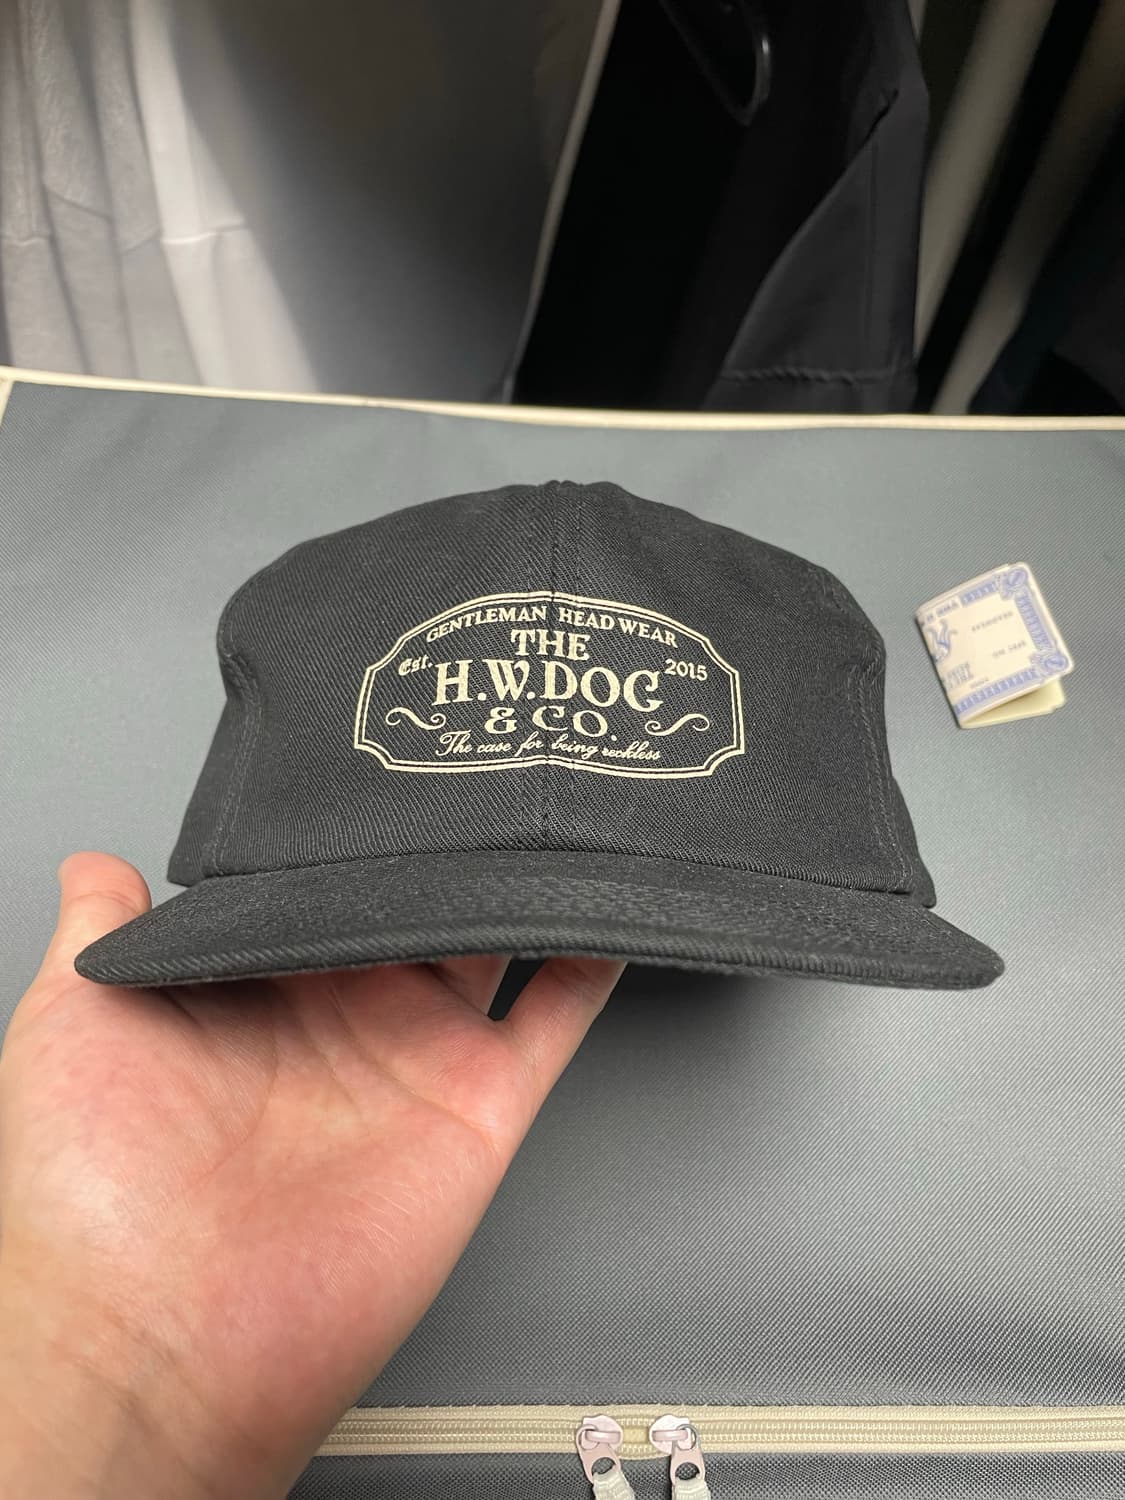 GENTLEMAN HEAD WEAR
THE
Est. 2015
H.W.DOG
& CO.
The case for being reckless